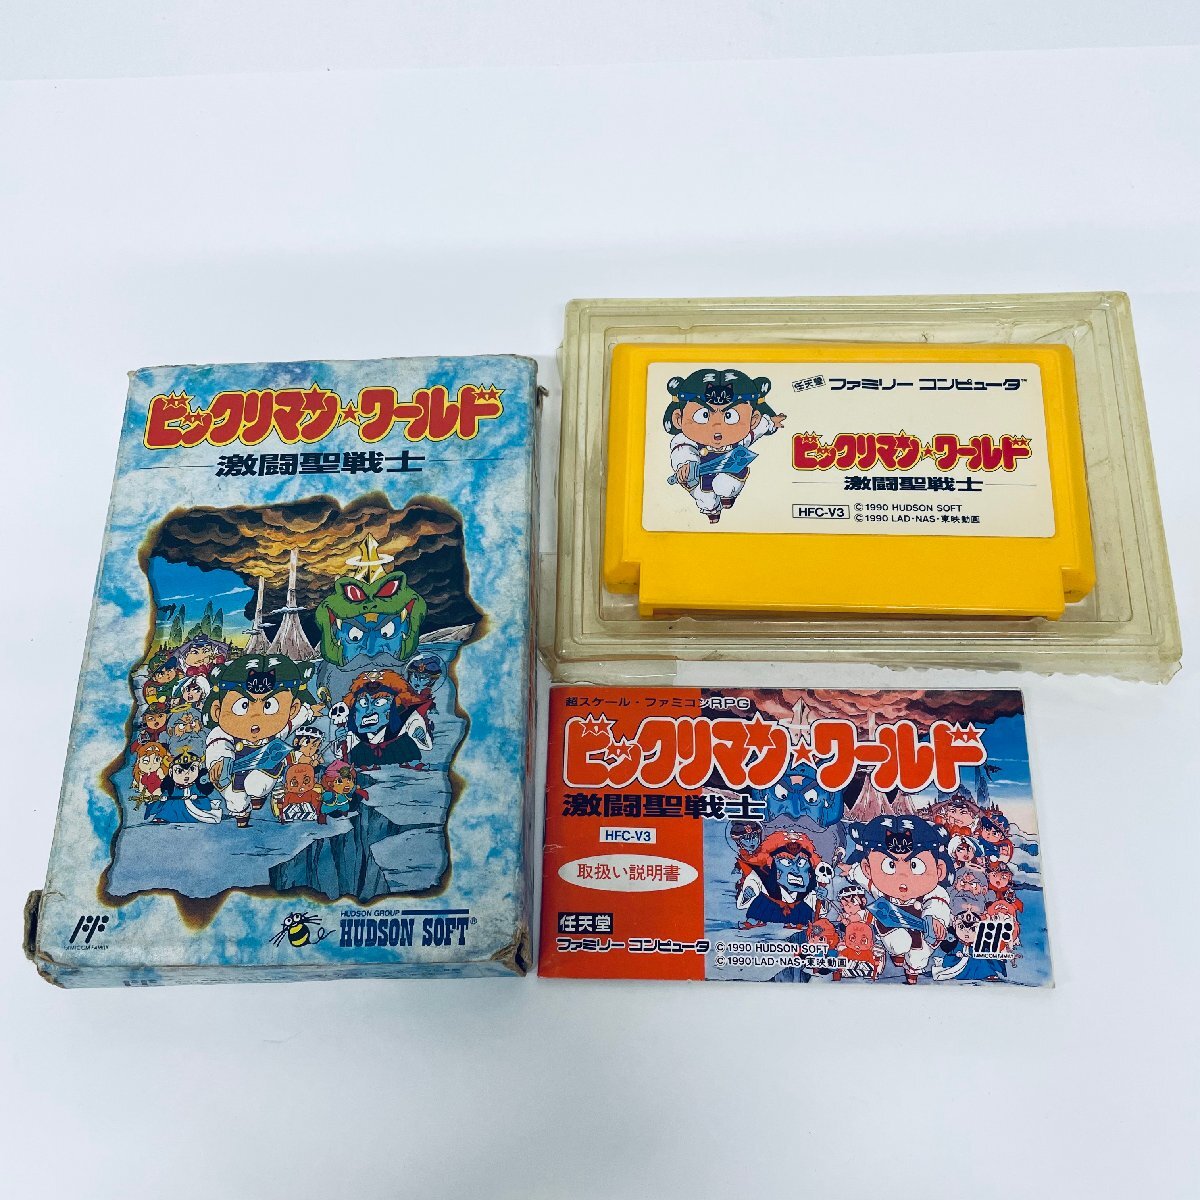 ビックリマン★ワールド
激闘聖戦士
FAMICOM FAMILY
HUDSON GROUP
HUDSON SOFT®
任天堂 ファミリー コンピュータ™
ビックリマン★ワールド
激闘聖戦士
HFC-V3
© 1990 HUDSON SOFT
© 1990 LAD・NAS・東映動画
超スケール・ファミコンRPG
ビックリマン★ワールド
激闘聖戦士
HFC-V3
取扱い説明書
任天堂
ファミリー コンピュータ
© 1990 HUDSON SOFT
© 1990 LAD・NAS・東映動画
FAMICOM FAMILY